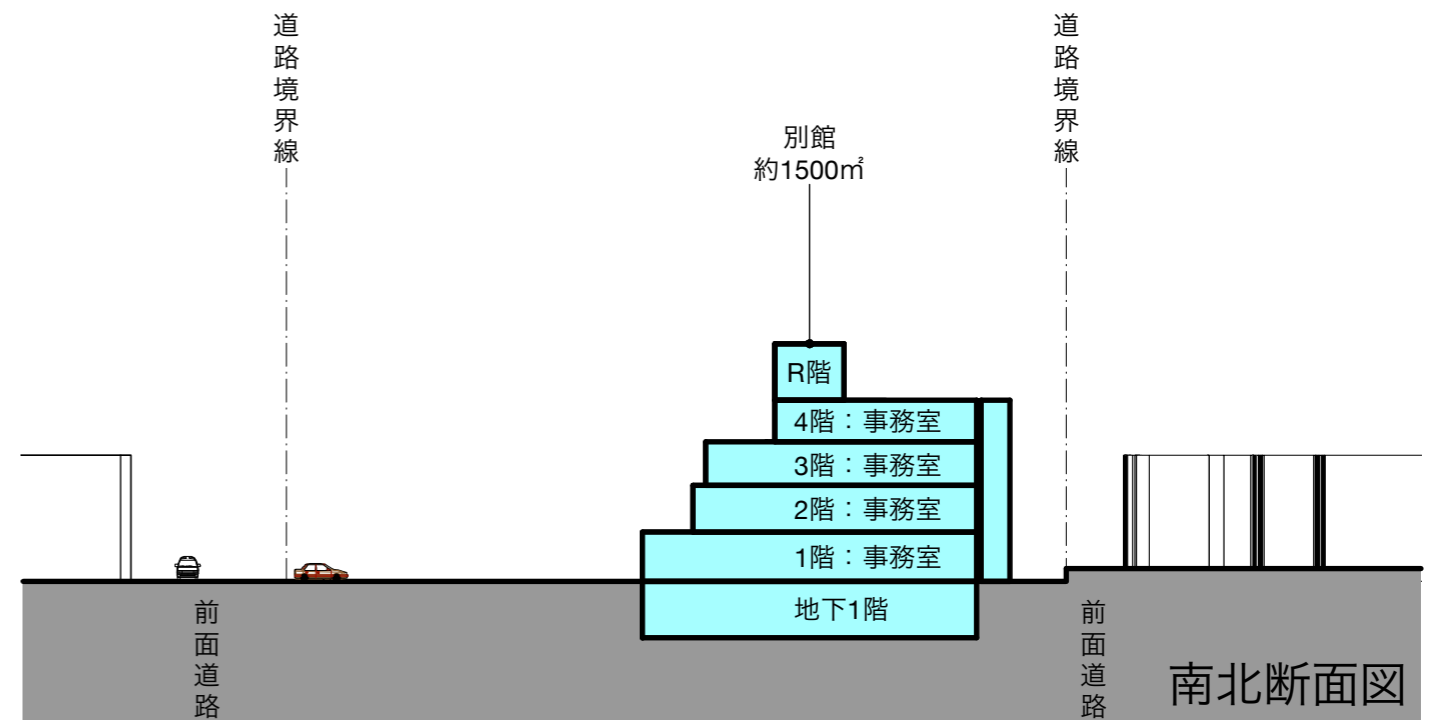 道路境界線
道路境界線
別館
約1500㎡
R階
4階：事務室
3階：事務室
2階：事務室
1階：事務室
地下1階
前面道路
前面道路
南北断面図